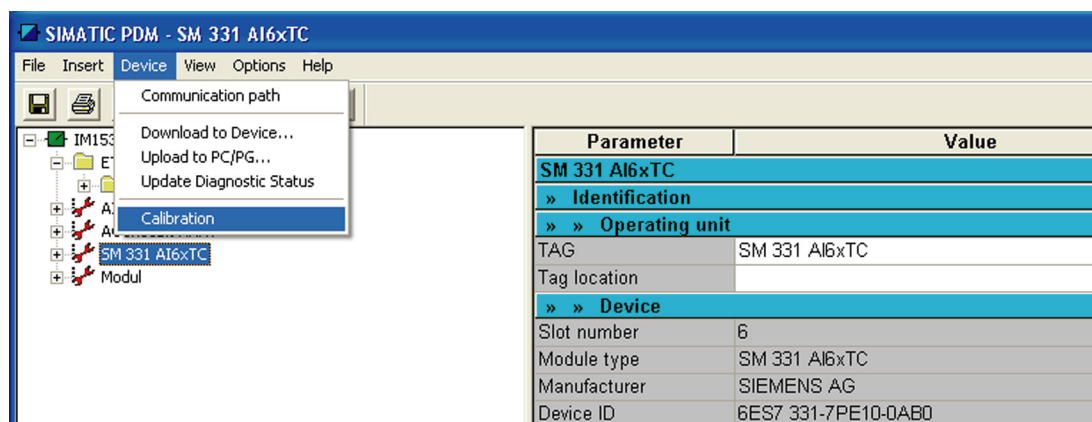 SIMATIC PDM - SM 331 AI6xTC
File Insert Device View Options Help
Communication path
Download to Device...
Upload to PC/PG...
Update Diagnostic Status
Calibration
IM153
SM 331 AI6xTC
Modul
Parameter Value
SM 331 AI6xTC
» Identification
» » Operating unit
TAG SM 331 AI6xTC
Tag location
» » Device
Slot number 6
Module type SM 331 AI6xTC
Manufacturer SIEMENS AG
Device ID 6ES7 331-7PE10-0AB0